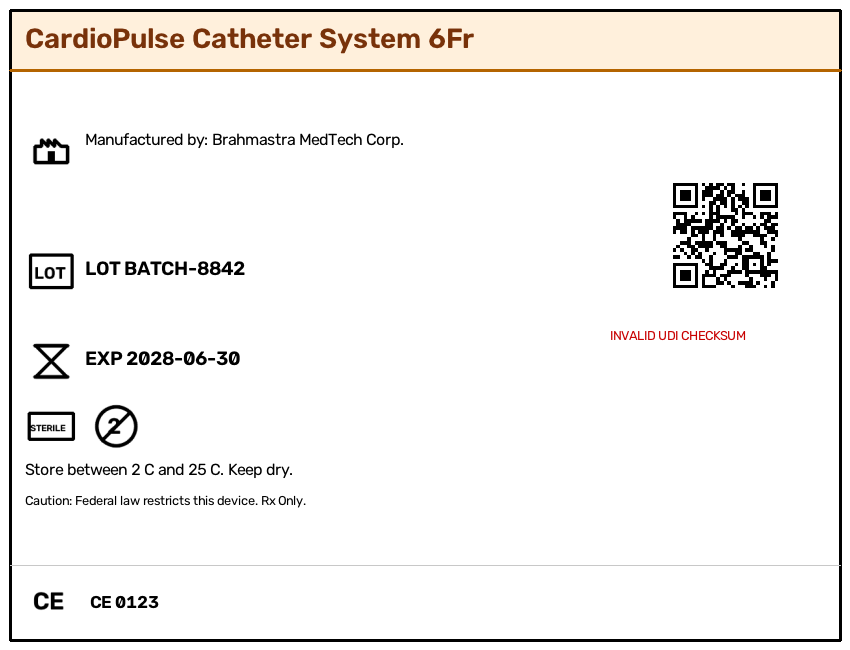 CardioPulse Catheter System 6Fr
Manufactured by: Brahmastra MedTech Corp.
LOT LOT BATCH-8842
INVALID UDI CHECKSUM
EXP 2028-06-30
STERILE 2
Store between 2 C and 25 C. Keep dry.
Caution: Federal law restricts this device. Rx Only.
CE CE 0123